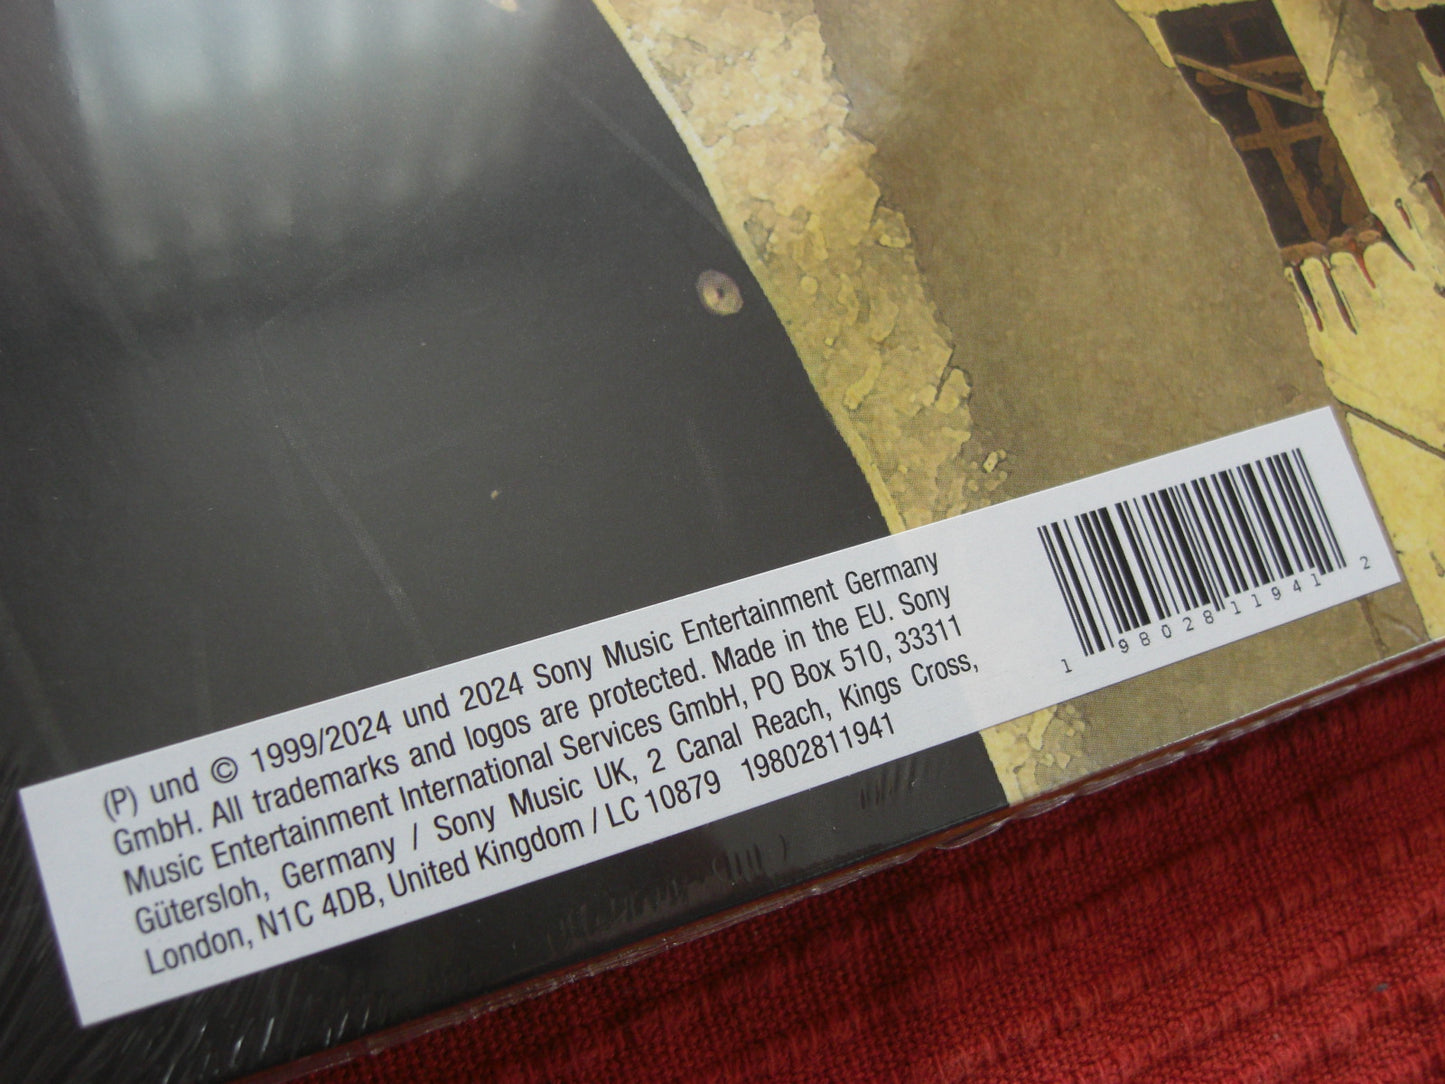 (P) und © 1999/2024 und 2024 Sony Music Entertainment Germany
GmbH. All trademarks and logos are protected. Made in the EU. Sony
Music Entertainment International Services GmbH, PO Box 510, 33311
Gütersloh, Germany / Sony Music UK, 2 Canal Reach, Kings Cross,
London, N1C 4DB, United Kingdom / LC 10879 19802811941
1 98028 11941 2